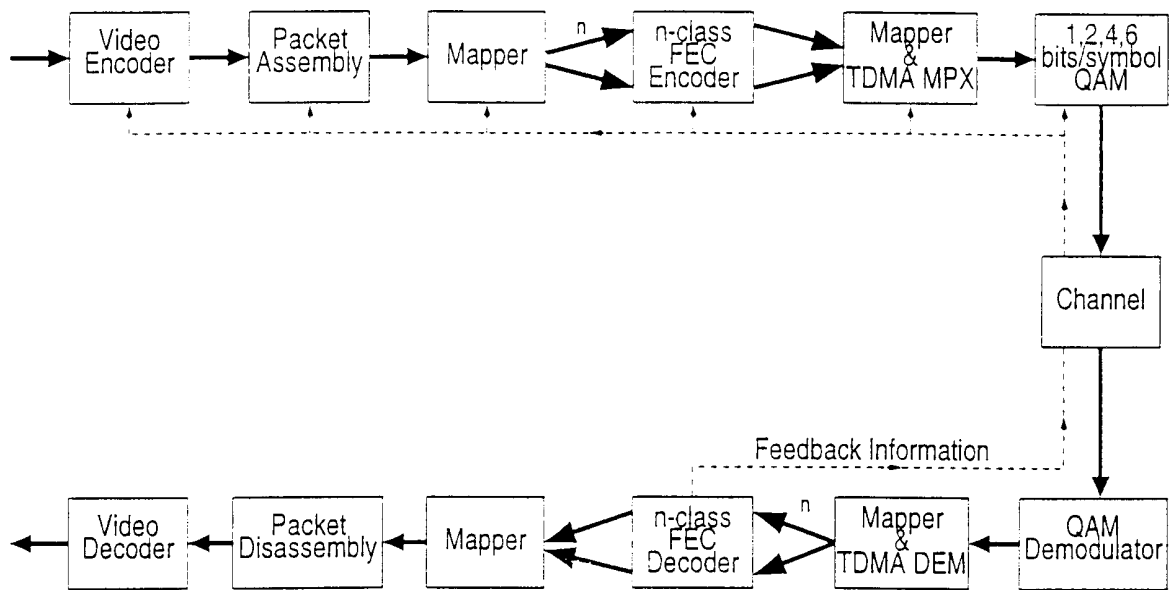 Video
Encoder
Packet
Assembly
Mapper
n
n-class
FEC
Encoder
Mapper
&
TDMA MPX
1,2,4,6
bits/symbol
QAM
Channel
Feedback Information
Video
Decoder
Packet
Disassembly
Mapper
n-class
FEC
Decoder
n
Mapper
&
TDMA DEM
QAM
Demodulator